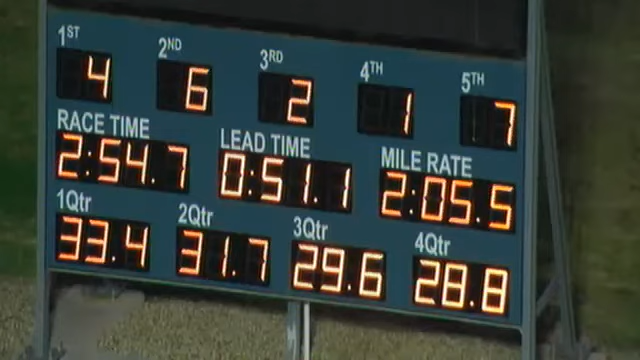 1ST 2ND 3RD 4TH 5TH
4 6 2 1 7
RACE TIME LEAD TIME MILE RATE
2:54.7 0:51.1 2:05.5
1Qtr 2Qtr 3Qtr 4Qtr
33.4 31.7 29.6 28.8